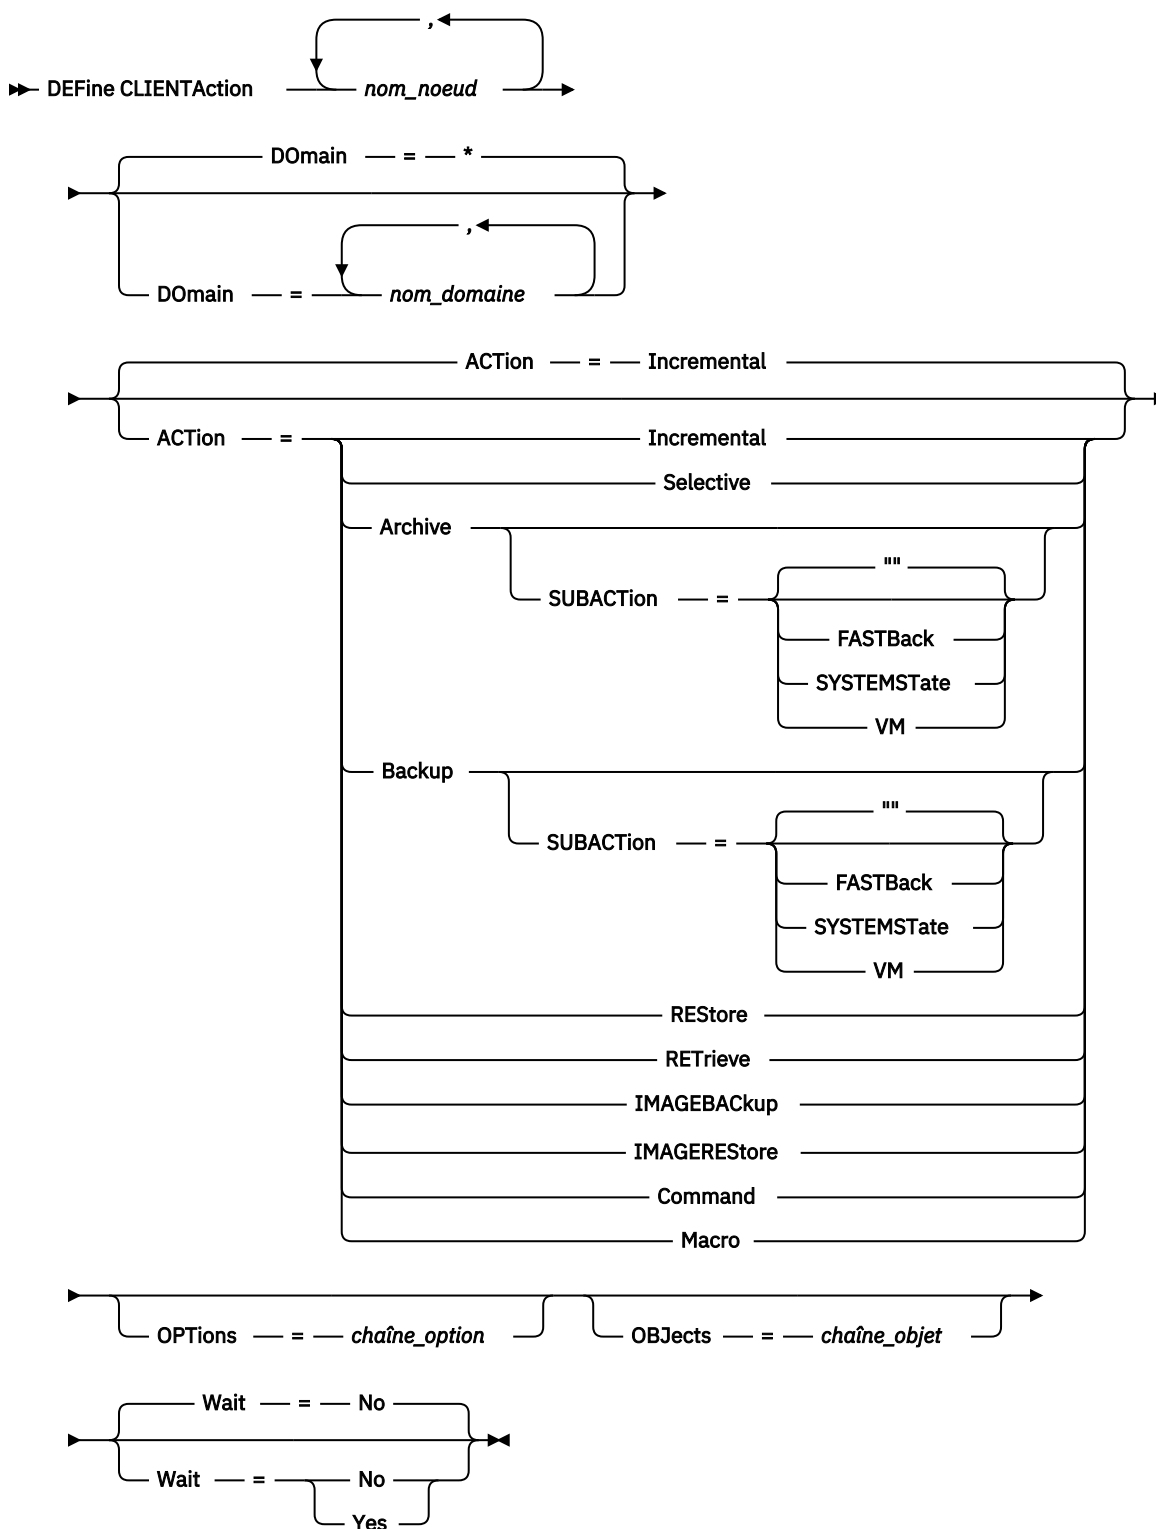 ,
DEFine CLIENTAction nom_noeud
DOmain = *
,
DOmain = nom_domaine
ACTion = Incremental
ACTion = Incremental
Selective
Archive
""
SUBACTion =
FASTBack
SYSTEMSTate
VM
Backup
""
SUBACTion =
FASTBack
SYSTEMSTate
VM
REStore
RETrieve
IMAGEBACkup
IMAGEREStore
Command
Macro
OPTions = chaîne_option OBJects = chaîne_objet
Wait = No
Wait = No
Yes